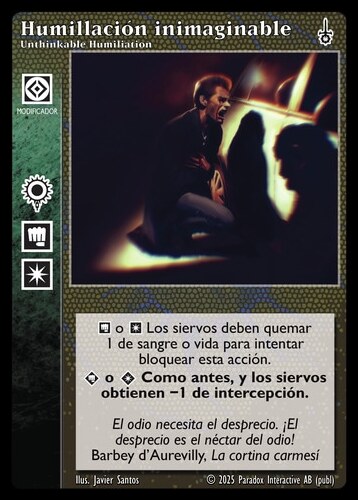 Humillación inimaginable
Unthinkable Humiliation
MODIFICADOR
o Los siervos deben quemar
1 de sangre o vida para intentar
bloquear esta acción.
o Como antes, y los siervos
obtienen −1 de intercepción.
El odio necesita el desprecio. ¡El
desprecio es el néctar del odio!
Barbey d'Aurevilly, La cortina carmesí
Ilus. Javier Santos
© 2025 Paradox Interactive AB (publ)